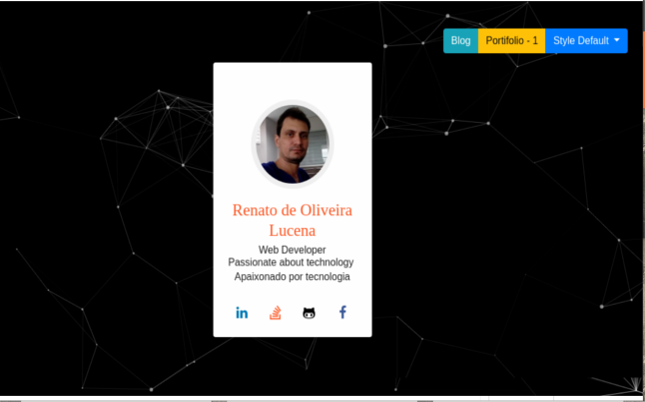 Blog Portifolio - 1 Style Default
Renato de Oliveira
Lucena
Web Developer
Passionate about technology
Apaixonado por tecnologia